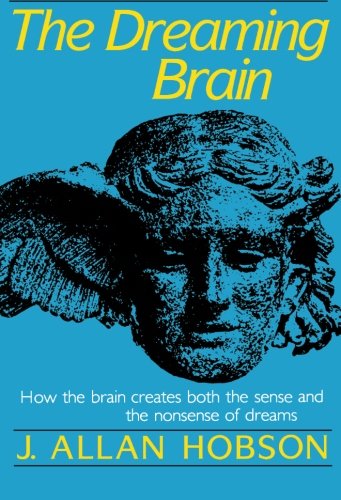 The Dreaming
Brain
How the brain creates both the sense and
the nonsense of dreams
J. ALLAN HOBSON